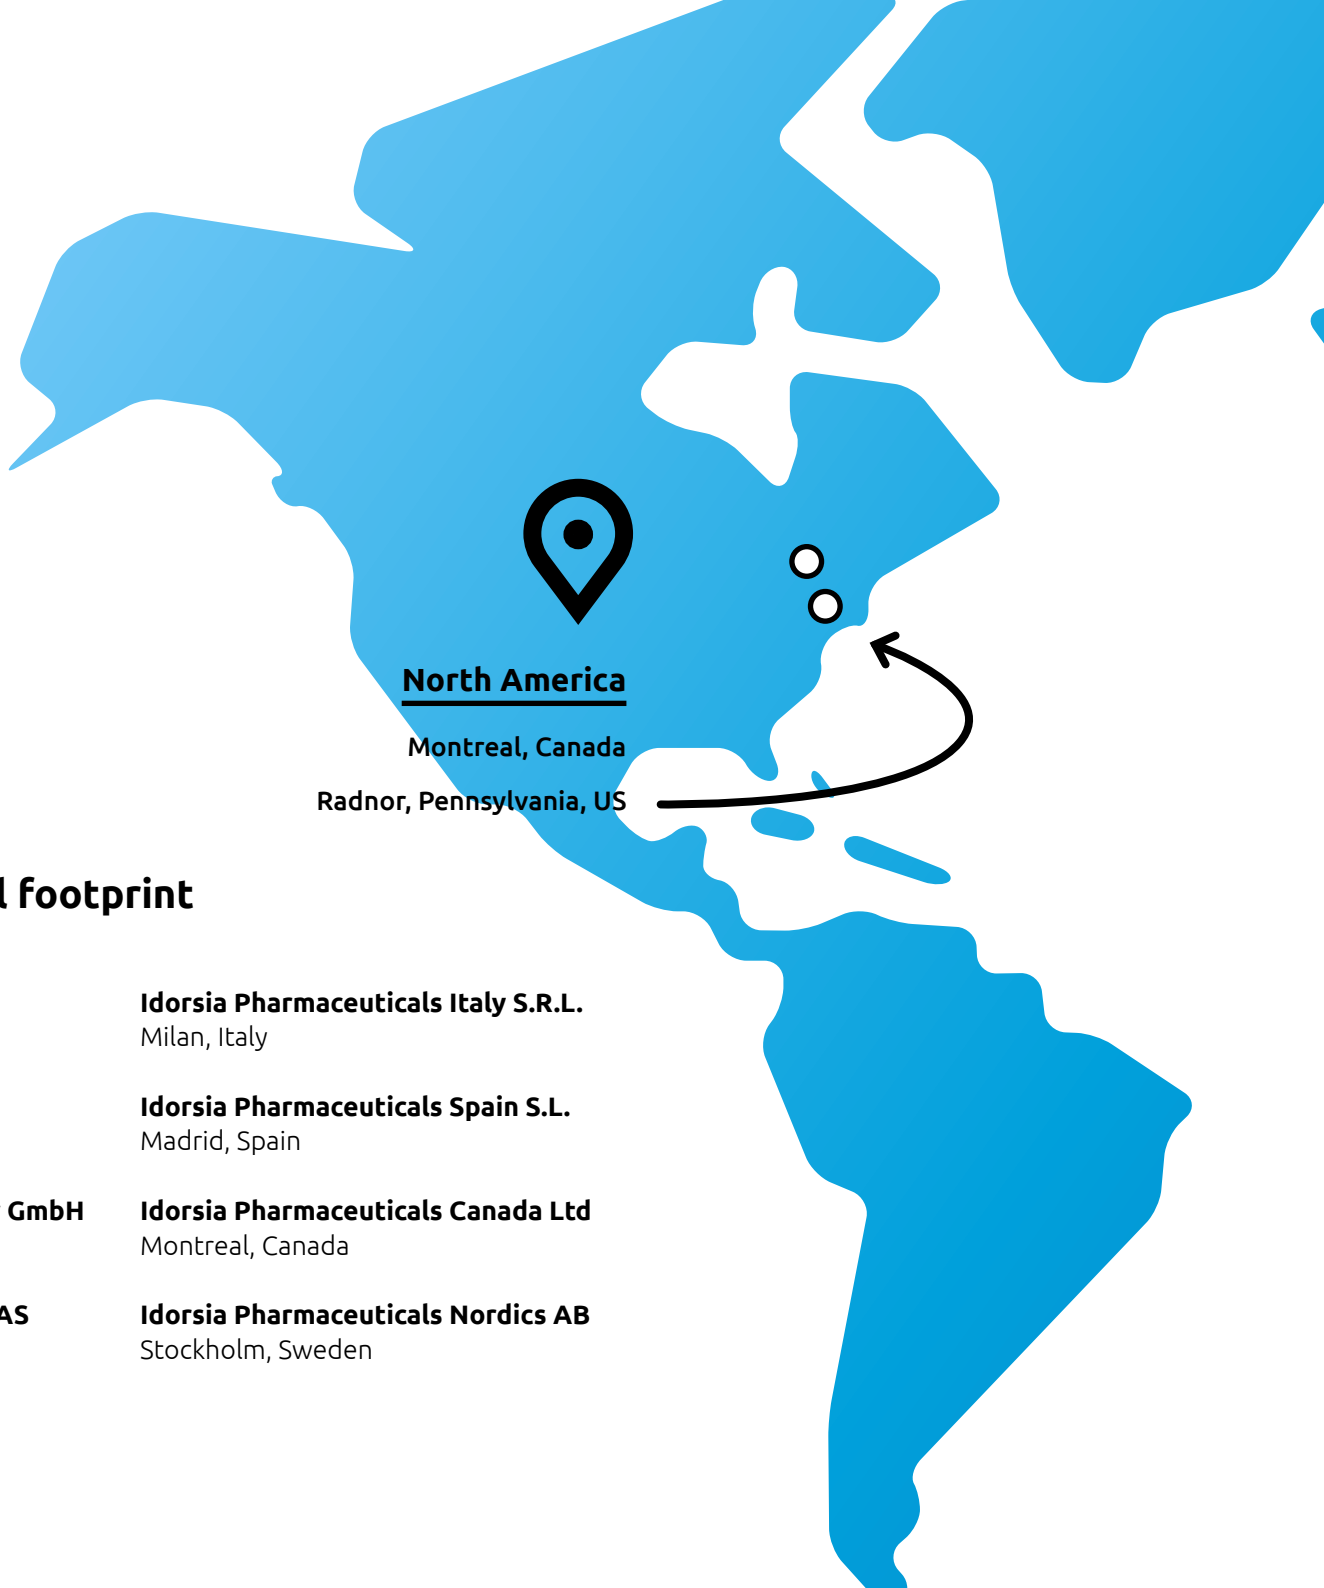 North America
Montreal, Canada
Radnor, Pennsylvania, US
footprint
Idorsia Pharmaceuticals Italy S.R.L.
Milan, Italy
Idorsia Pharmaceuticals Spain S.L.
Madrid, Spain
GmbH
Idorsia Pharmaceuticals Canada Ltd
Montreal, Canada
AS
Idorsia Pharmaceuticals Nordics AB
Stockholm, Sweden